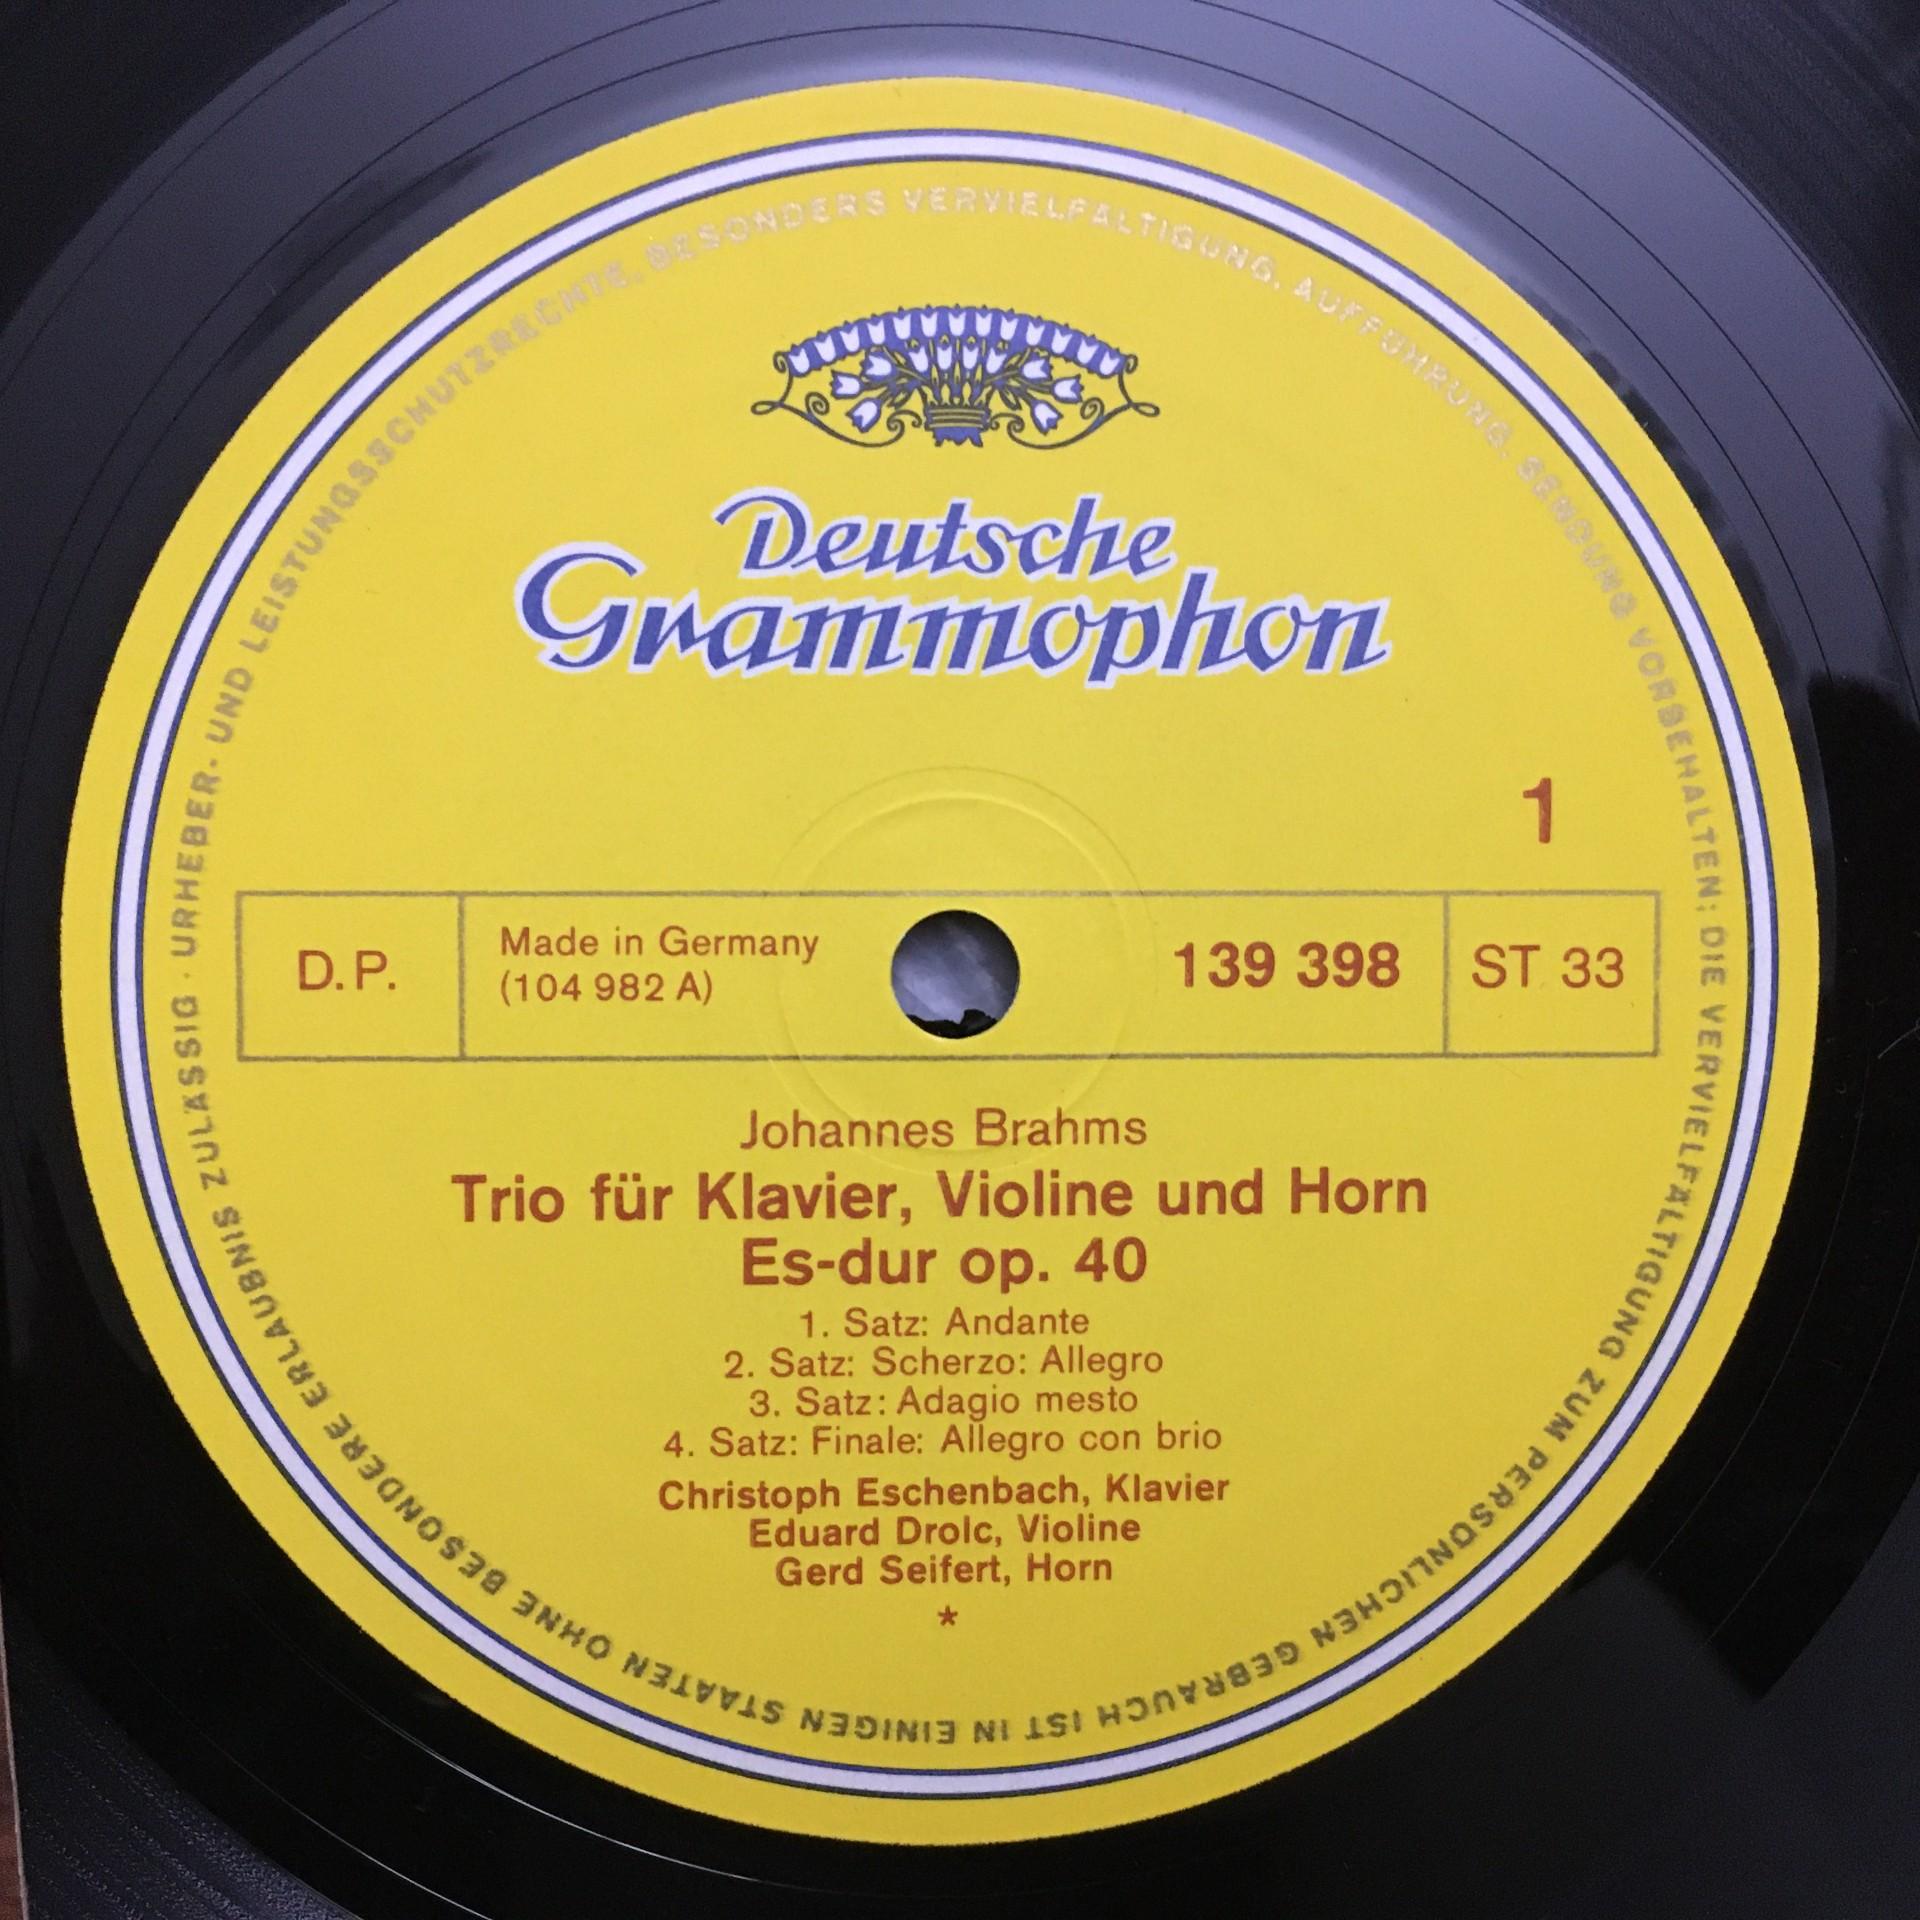 URHEBER- UND LEISTUNGSSCHUTZRECHTE, BESONDERS VERVIELFÄLTIGUNG, AUFFÜHRUNG, SENDUNG VORBEHALTEN; DIE VERVIELFÄLTIGUNG ZUM PERSÖNLICHEN GEBRAUCH IST IN EINIGEN STAATEN OHNE BESONDERE ERLAUBNIS ZULÄSSIG ·
Deutsche
Grammophon
1
D.P.
Made in Germany
(104 982 A)
139 398
ST 33
Johannes Brahms
Trio für Klavier, Violine und Horn
Es-dur op. 40
1. Satz: Andante
2. Satz: Scherzo: Allegro
3. Satz: Adagio mesto
4. Satz: Finale: Allegro con brio
Christoph Eschenbach, Klavier
Eduard Drolc, Violine
Gerd Seifert, Horn
*